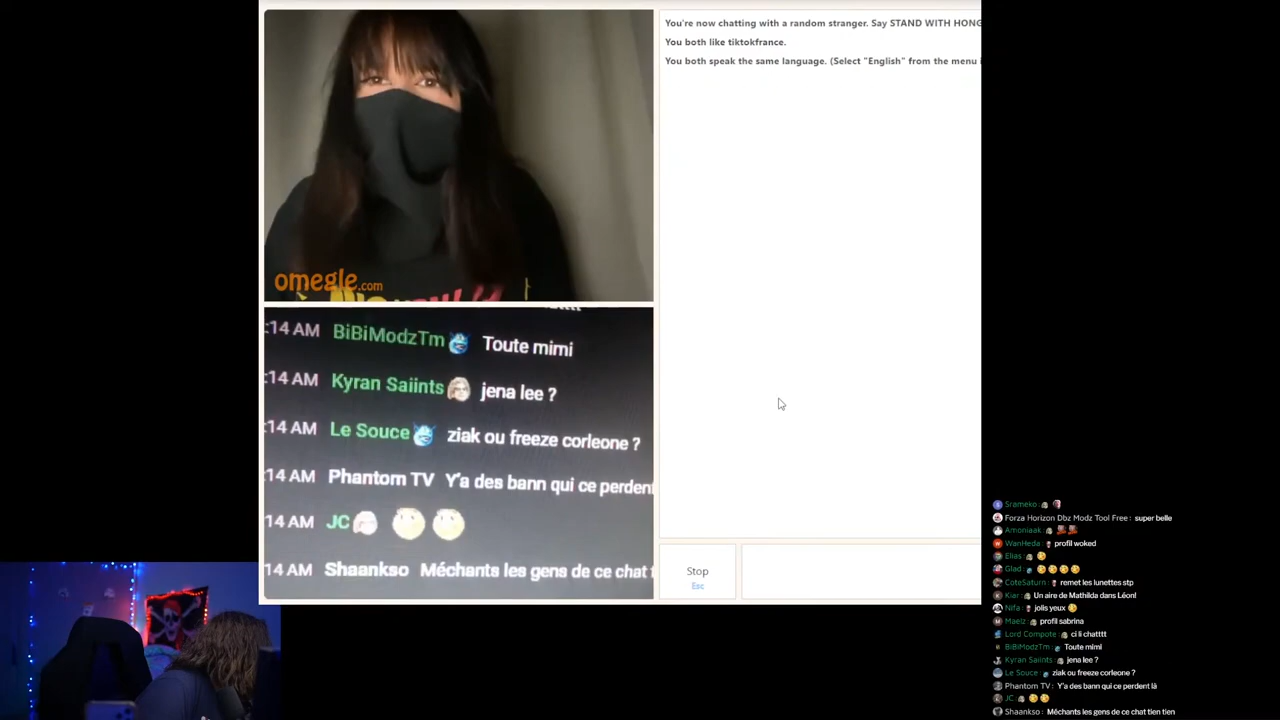 You're now chatting with a random stranger. Say STAND WITH HONG
You both like tiktokfrance.
You both speak the same language. (Select "English" from the menu i
omegle.com
:14 AM BiBiModzTm Toute mimi
:14 AM Kyran Saiints jena lee ?
:14 AM Le Souce ziak ou freeze corleone ?
:14 AM Phantom TV Y'a des bann qui ce perdent
14 AM JC
14 AM Shaankso Méchants les gens de ce chat t
Stop
Esc
Srameko :
Forza Horizon Dbz Modz Tool Free : super belle
Amoniaak :
WanHeda : profil woked
Elias :
Glad :
CoteSaturn : remet les lunettes stp
Kiar : Un aire de Mathilda dans Léon!
Nifa : jolis yeux
Maelz : profil sabrina
Lord Compote : ci li chatttt
BiBiModzTm : Toute mimi
Kyran Saiints : jena lee ?
Le Souce : ziak ou freeze corleone ?
Phantom TV : Y'a des bann qui ce perdent là
JC :
Shaankso : Méchants les gens de ce chat tien tien